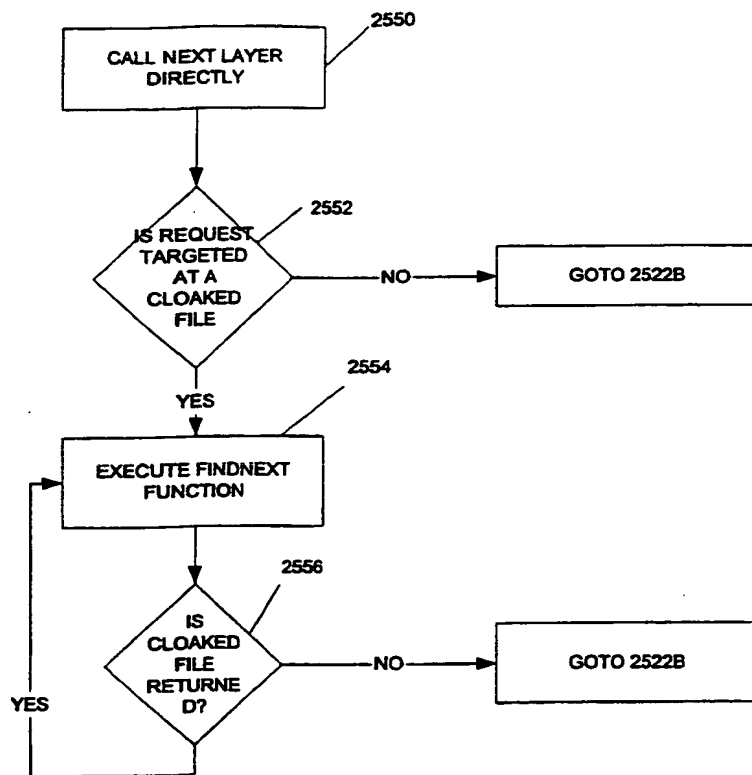 2550
CALL NEXT LAYER
DIRECTLY
2552
IS REQUEST
TARGETED
AT A
CLOAKED
FILE
NO
GOTO 2522B
YES
2554
EXECUTE FINDNEXT
FUNCTION
2556
IS
CLOAKED
FILE
RETURNE
D?
NO
GOTO 2522B
YES